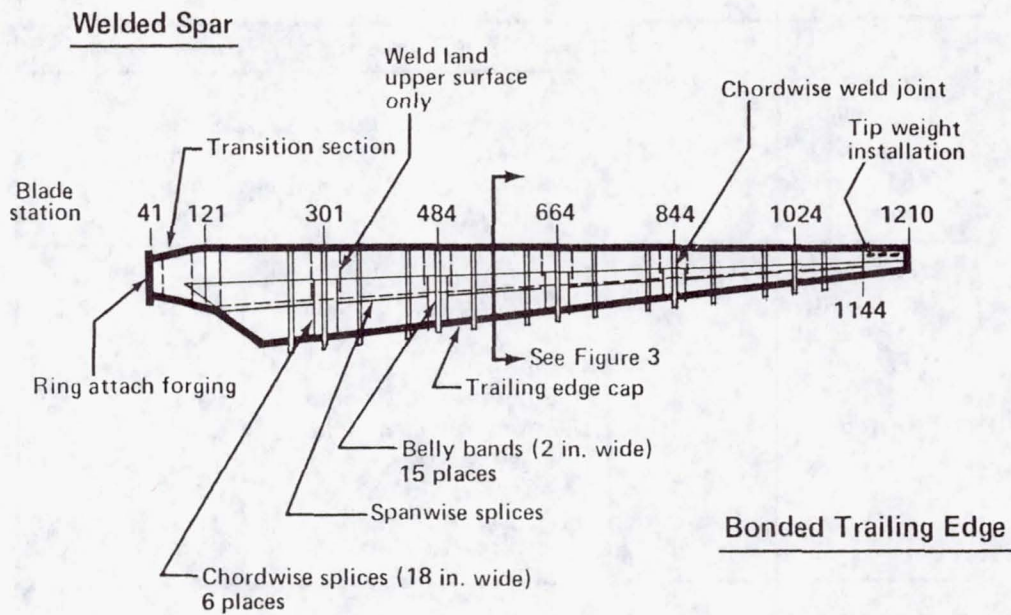 Welded Spar
Weld land
upper surface
only
Chordwise weld joint
Tip weight
installation
Transition section
Blade
station
41 121 301 484 664 844 1024 1210
1144
See Figure 3
Ring attach forging
Trailing edge cap
Belly bands (2 in. wide)
15 places
Spanwise splices
Bonded Trailing Edge
Chordwise splices (18 in. wide)
6 places